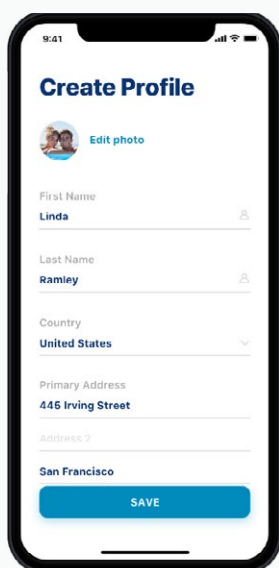 9:41
Create Profile
Edit photo
First Name
Linda
Last Name
Ramley
Country
United States
Primary Address
445 Irving Street
Address 2
San Francisco
SAVE